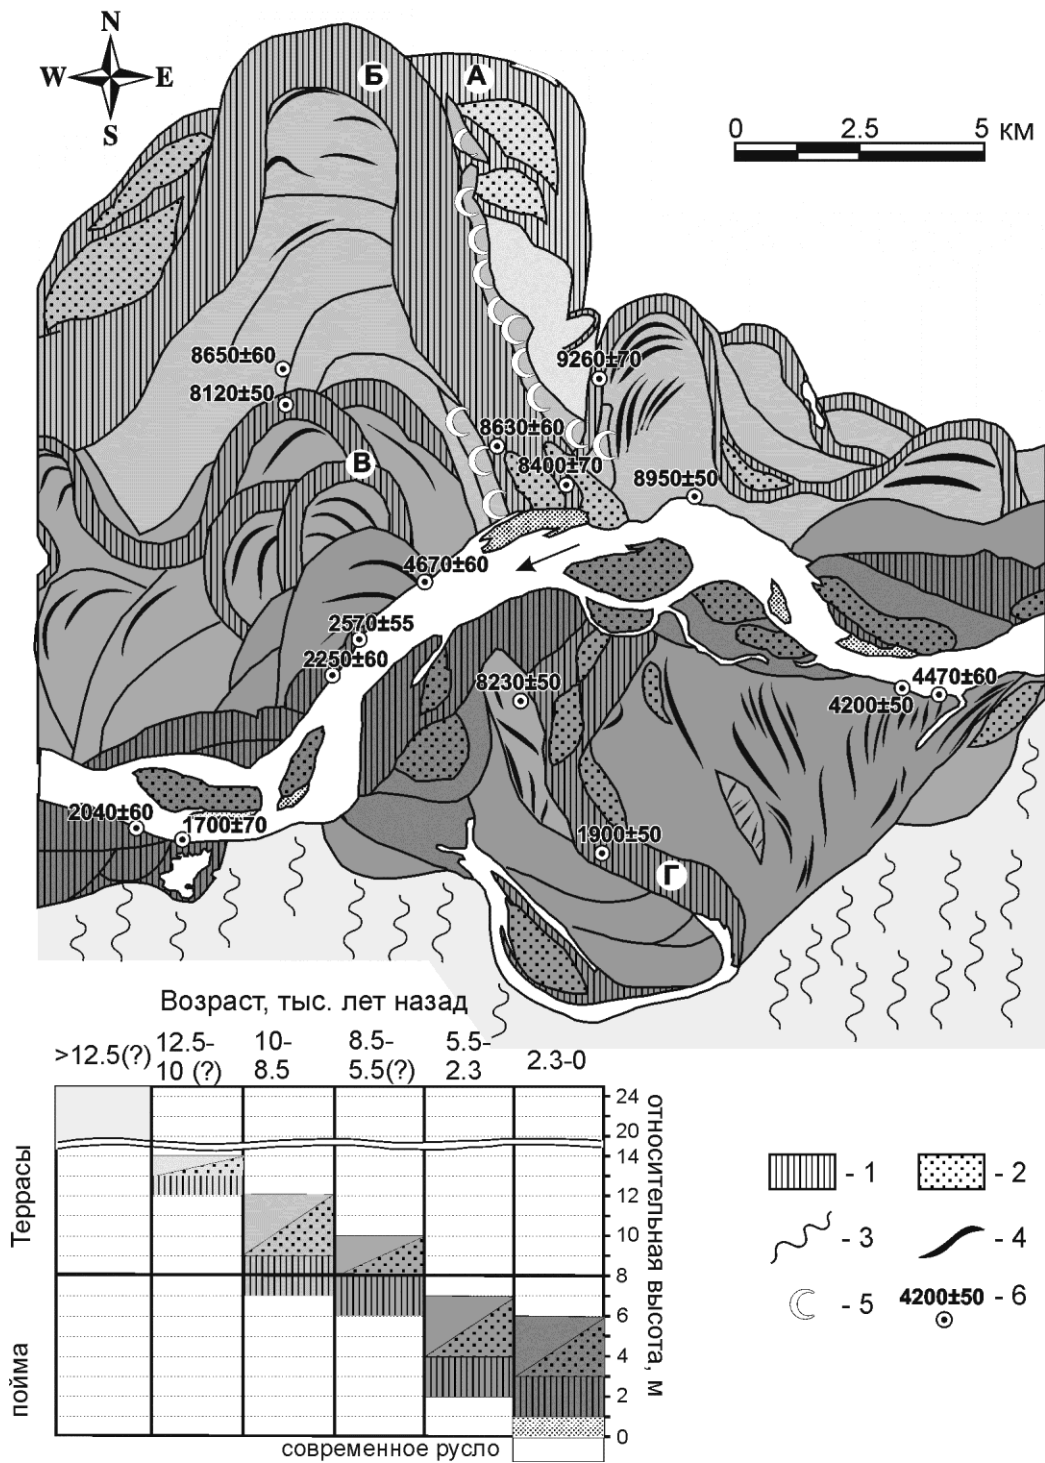 N
W E
S
Б
А
0 2.5 5 км
8650±60
9260±70
8120±50
8630±60
8400±70
8950±50
В
4670±60
2570±55
2250±60
8230±50
4470±60
4200±50
2040±60
1700±70
1900±50
Г
Возраст, тыс. лет назад
>12.5(?)
12.5-
10 (?)
10-
8.5
8.5-
5.5(?)
5.5-
2.3
2.3-0
24
20
14
12
10
8
6
4
2
0
Террасы
пойма
относительная высота, м
современное русло
- 1
- 2
- 3
- 4
- 5
4200±50 - 6